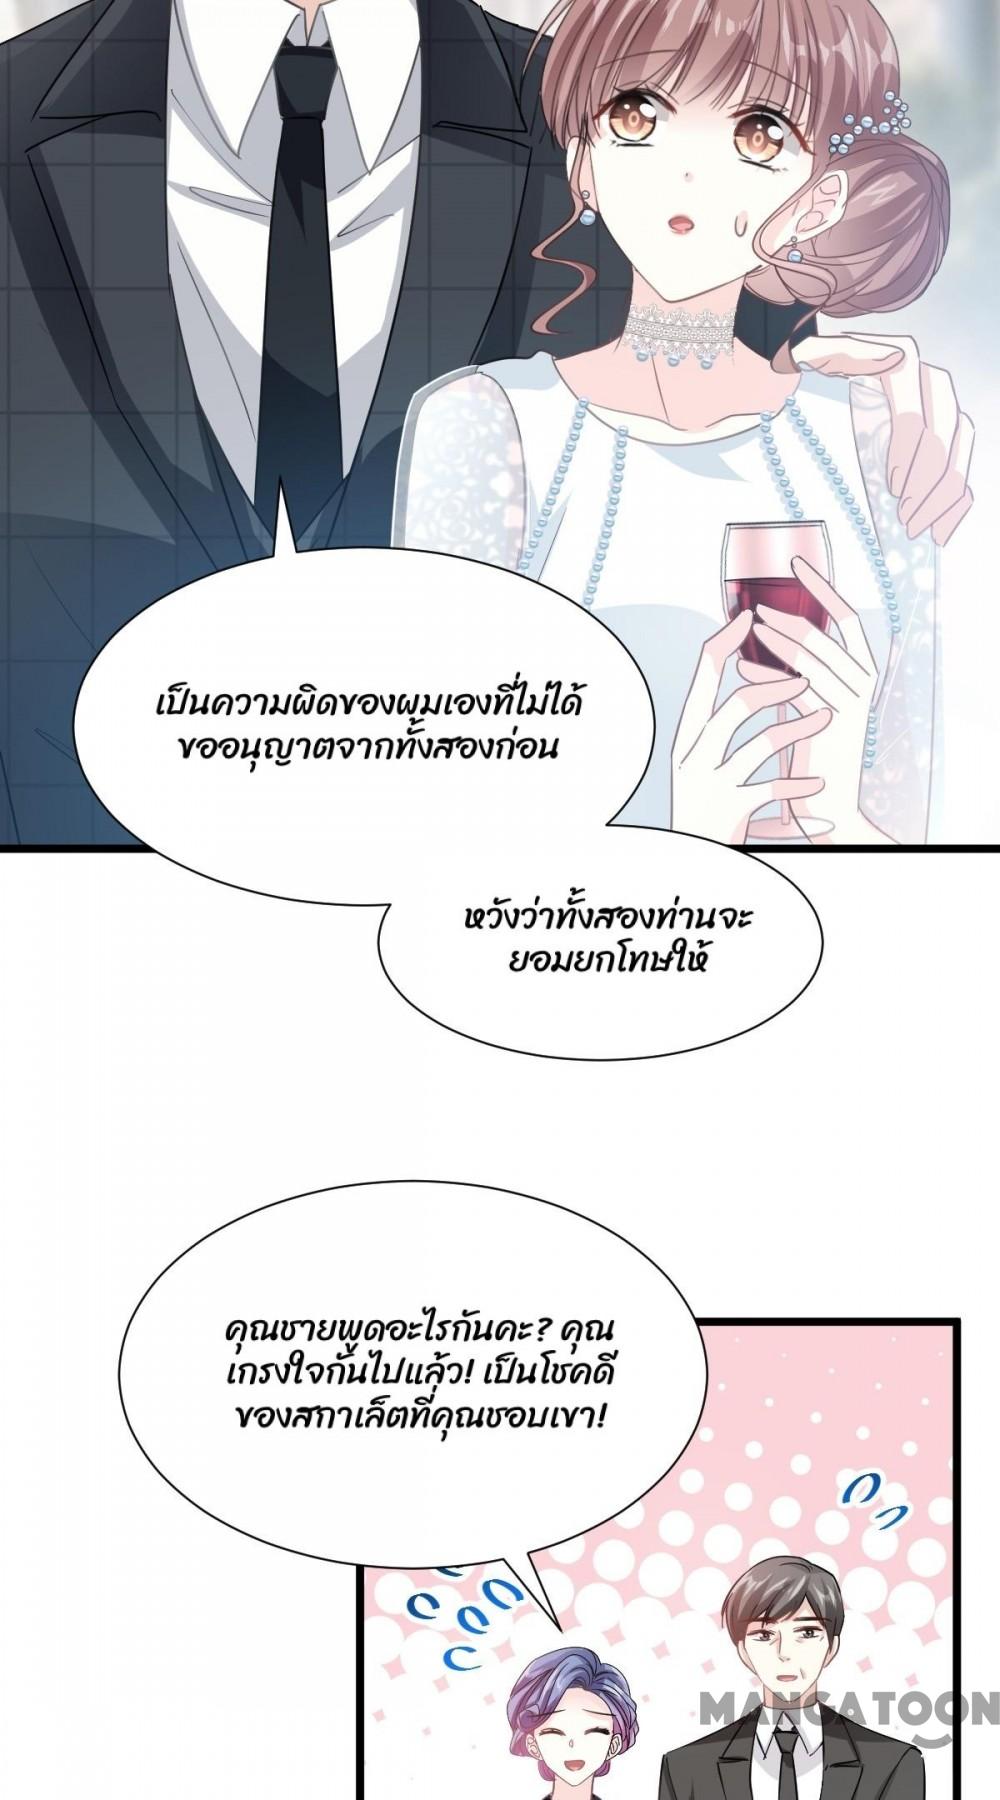 เป็นความผิดของผมเองที่ไม่ได้
ขออนุญาตจากทั้งสองก่อน
หวังว่าทั้งสองท่านจะ
ยอมยกโทษให้
คุณชายพูดอะไรกันคะ? คุณ
เกรงใจกันไปแล้ว! เป็นโชคดี
ของสกาเล็ตที่คุณชอบเขา!
MANGATOON